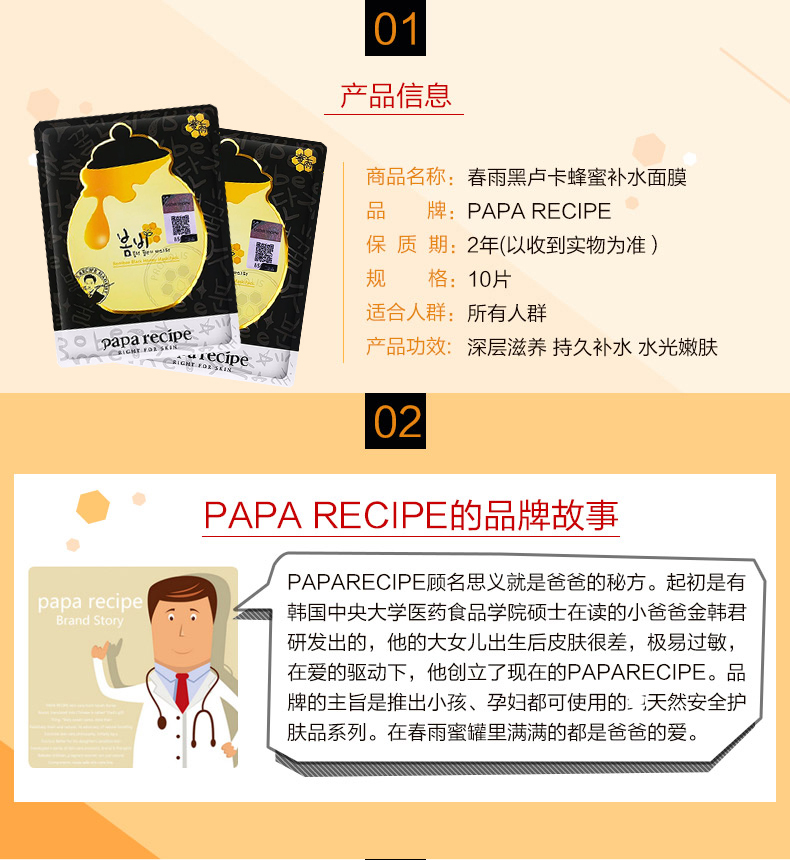 01
产品信息
商品名称：春雨黑卢卡蜂蜜补水面膜
品 牌：PAPA RECIPE
保 质 期：2年(以收到实物为准 )
规 格：10片
适合人群：所有人群
产品功效: 深层滋养 持久补水 水光嫩肤
봄비
papa recipe
RIGHT FOR SKIN
recipe
RIGHT FOR SKIN
02
PAPA RECIPE的品牌故事
papa recipe
Brand Story
PAPARECIPE顾名思义就是爸爸的秘方。起初是有
韩国中央大学医药食品学院硕士在读的小爸爸金韩君
研发出的，他的大女儿出生后皮肤很差，极易过敏，
在爱的驱动下，他创立了现在的PAPARECIPE。品
牌的主旨是推出小孩、孕妇都可使用的 天然安全护
肤品系列。在春雨蜜罐里满满的都是爸爸的爱。